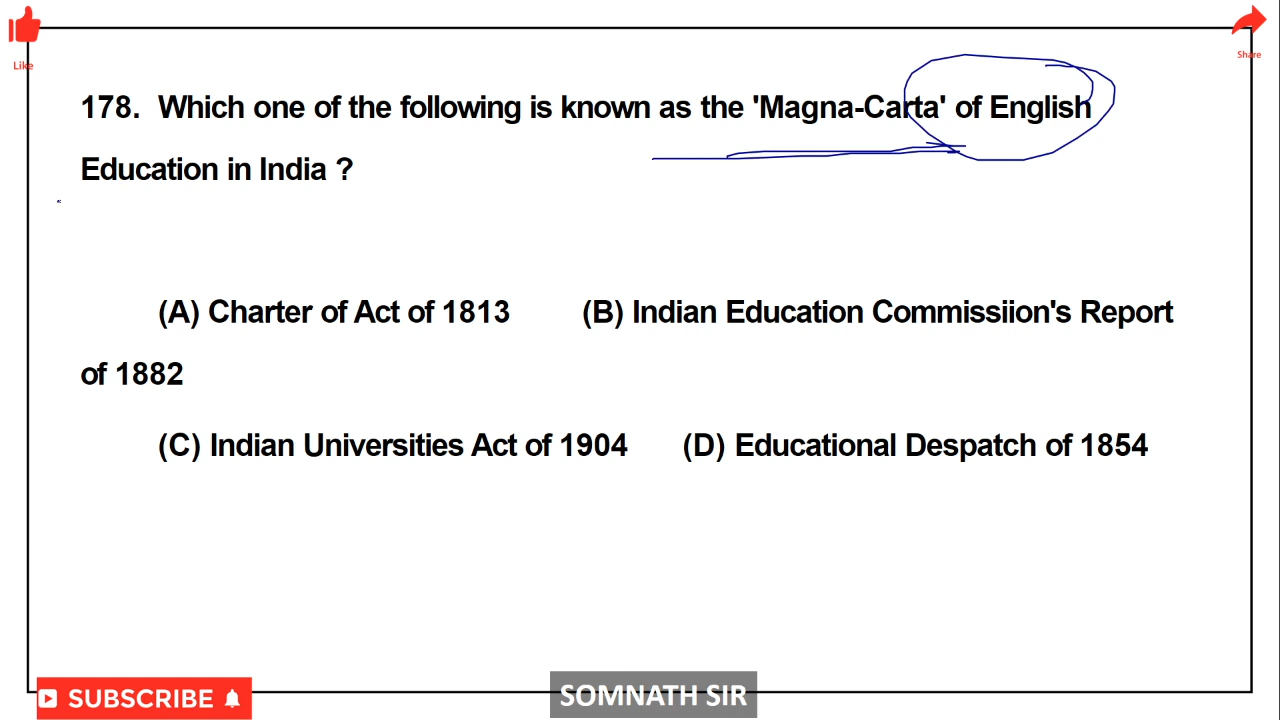 Like
Share
178. Which one of the following is known as the 'Magna-Carta' of English
Education in India ?
(A) Charter of Act of 1813 (B) Indian Education Commissiion's Report
of 1882
(C) Indian Universities Act of 1904 (D) Educational Despatch of 1854
SUBSCRIBE
SOMNATH SIR